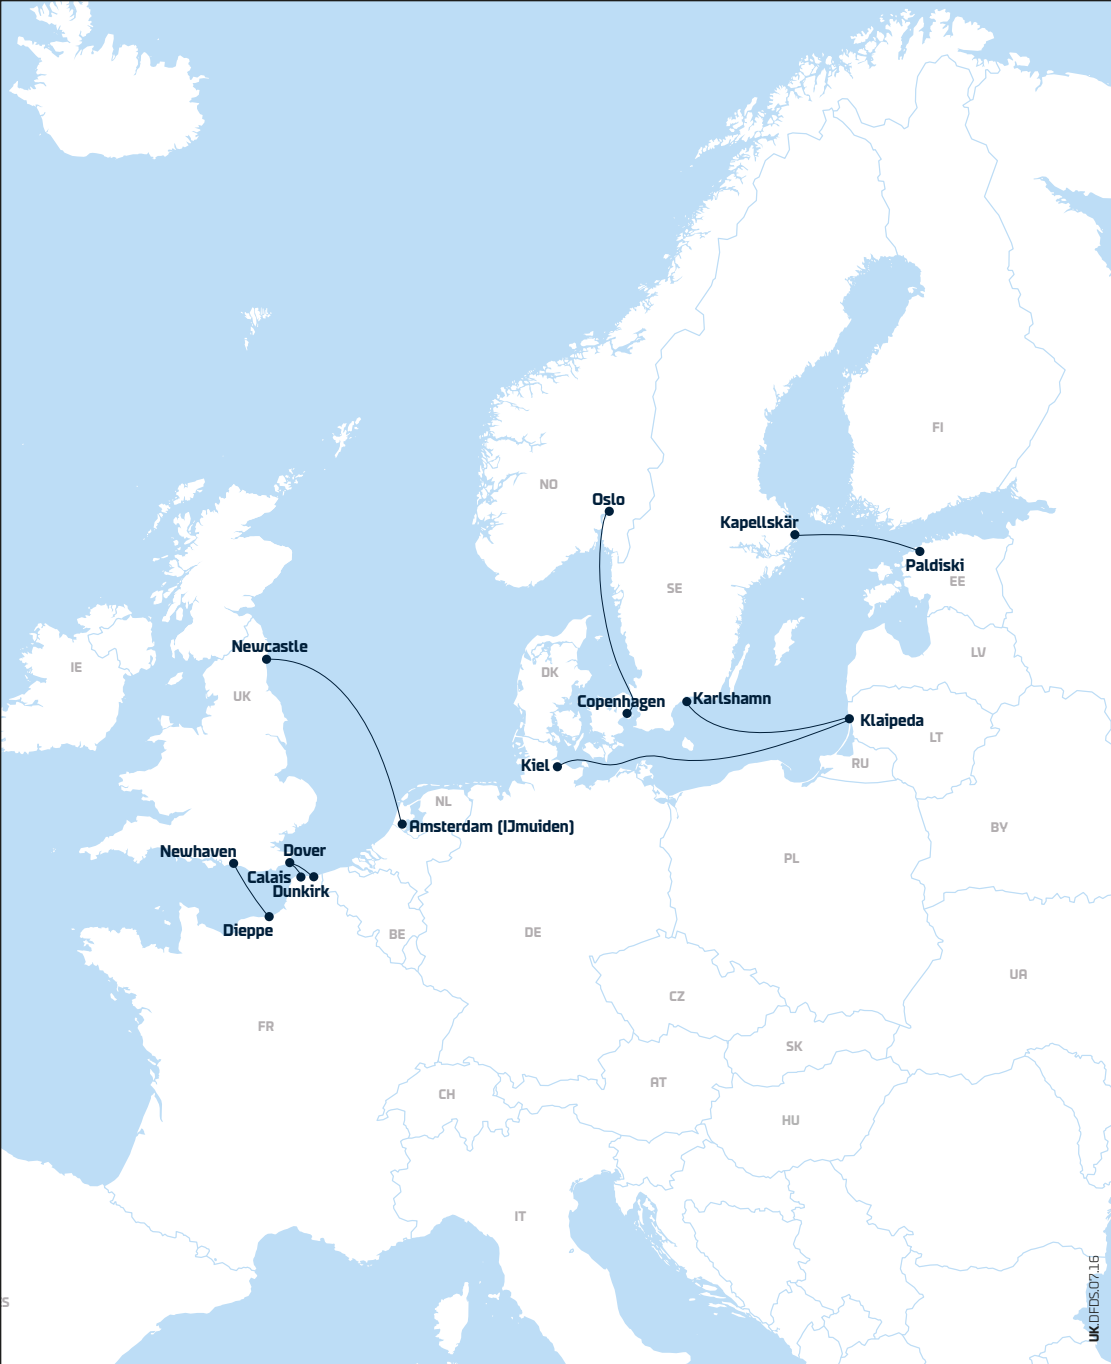 FI
NO
Oslo
Kapellskär
Paldiski
EE
SE
Newcastle
LV
IE
DK
UK
Copenhagen
Karlshamn
Klaipeda
LT
Kiel
RU
NL
Amsterdam (IJmuiden)
BY
Newhaven
Dover
PL
Calais
Dunkirk
Dieppe
BE
DE
UA
CZ
FR
SK
AT
CH
HU
IT
S
UK.DFDS.07.16